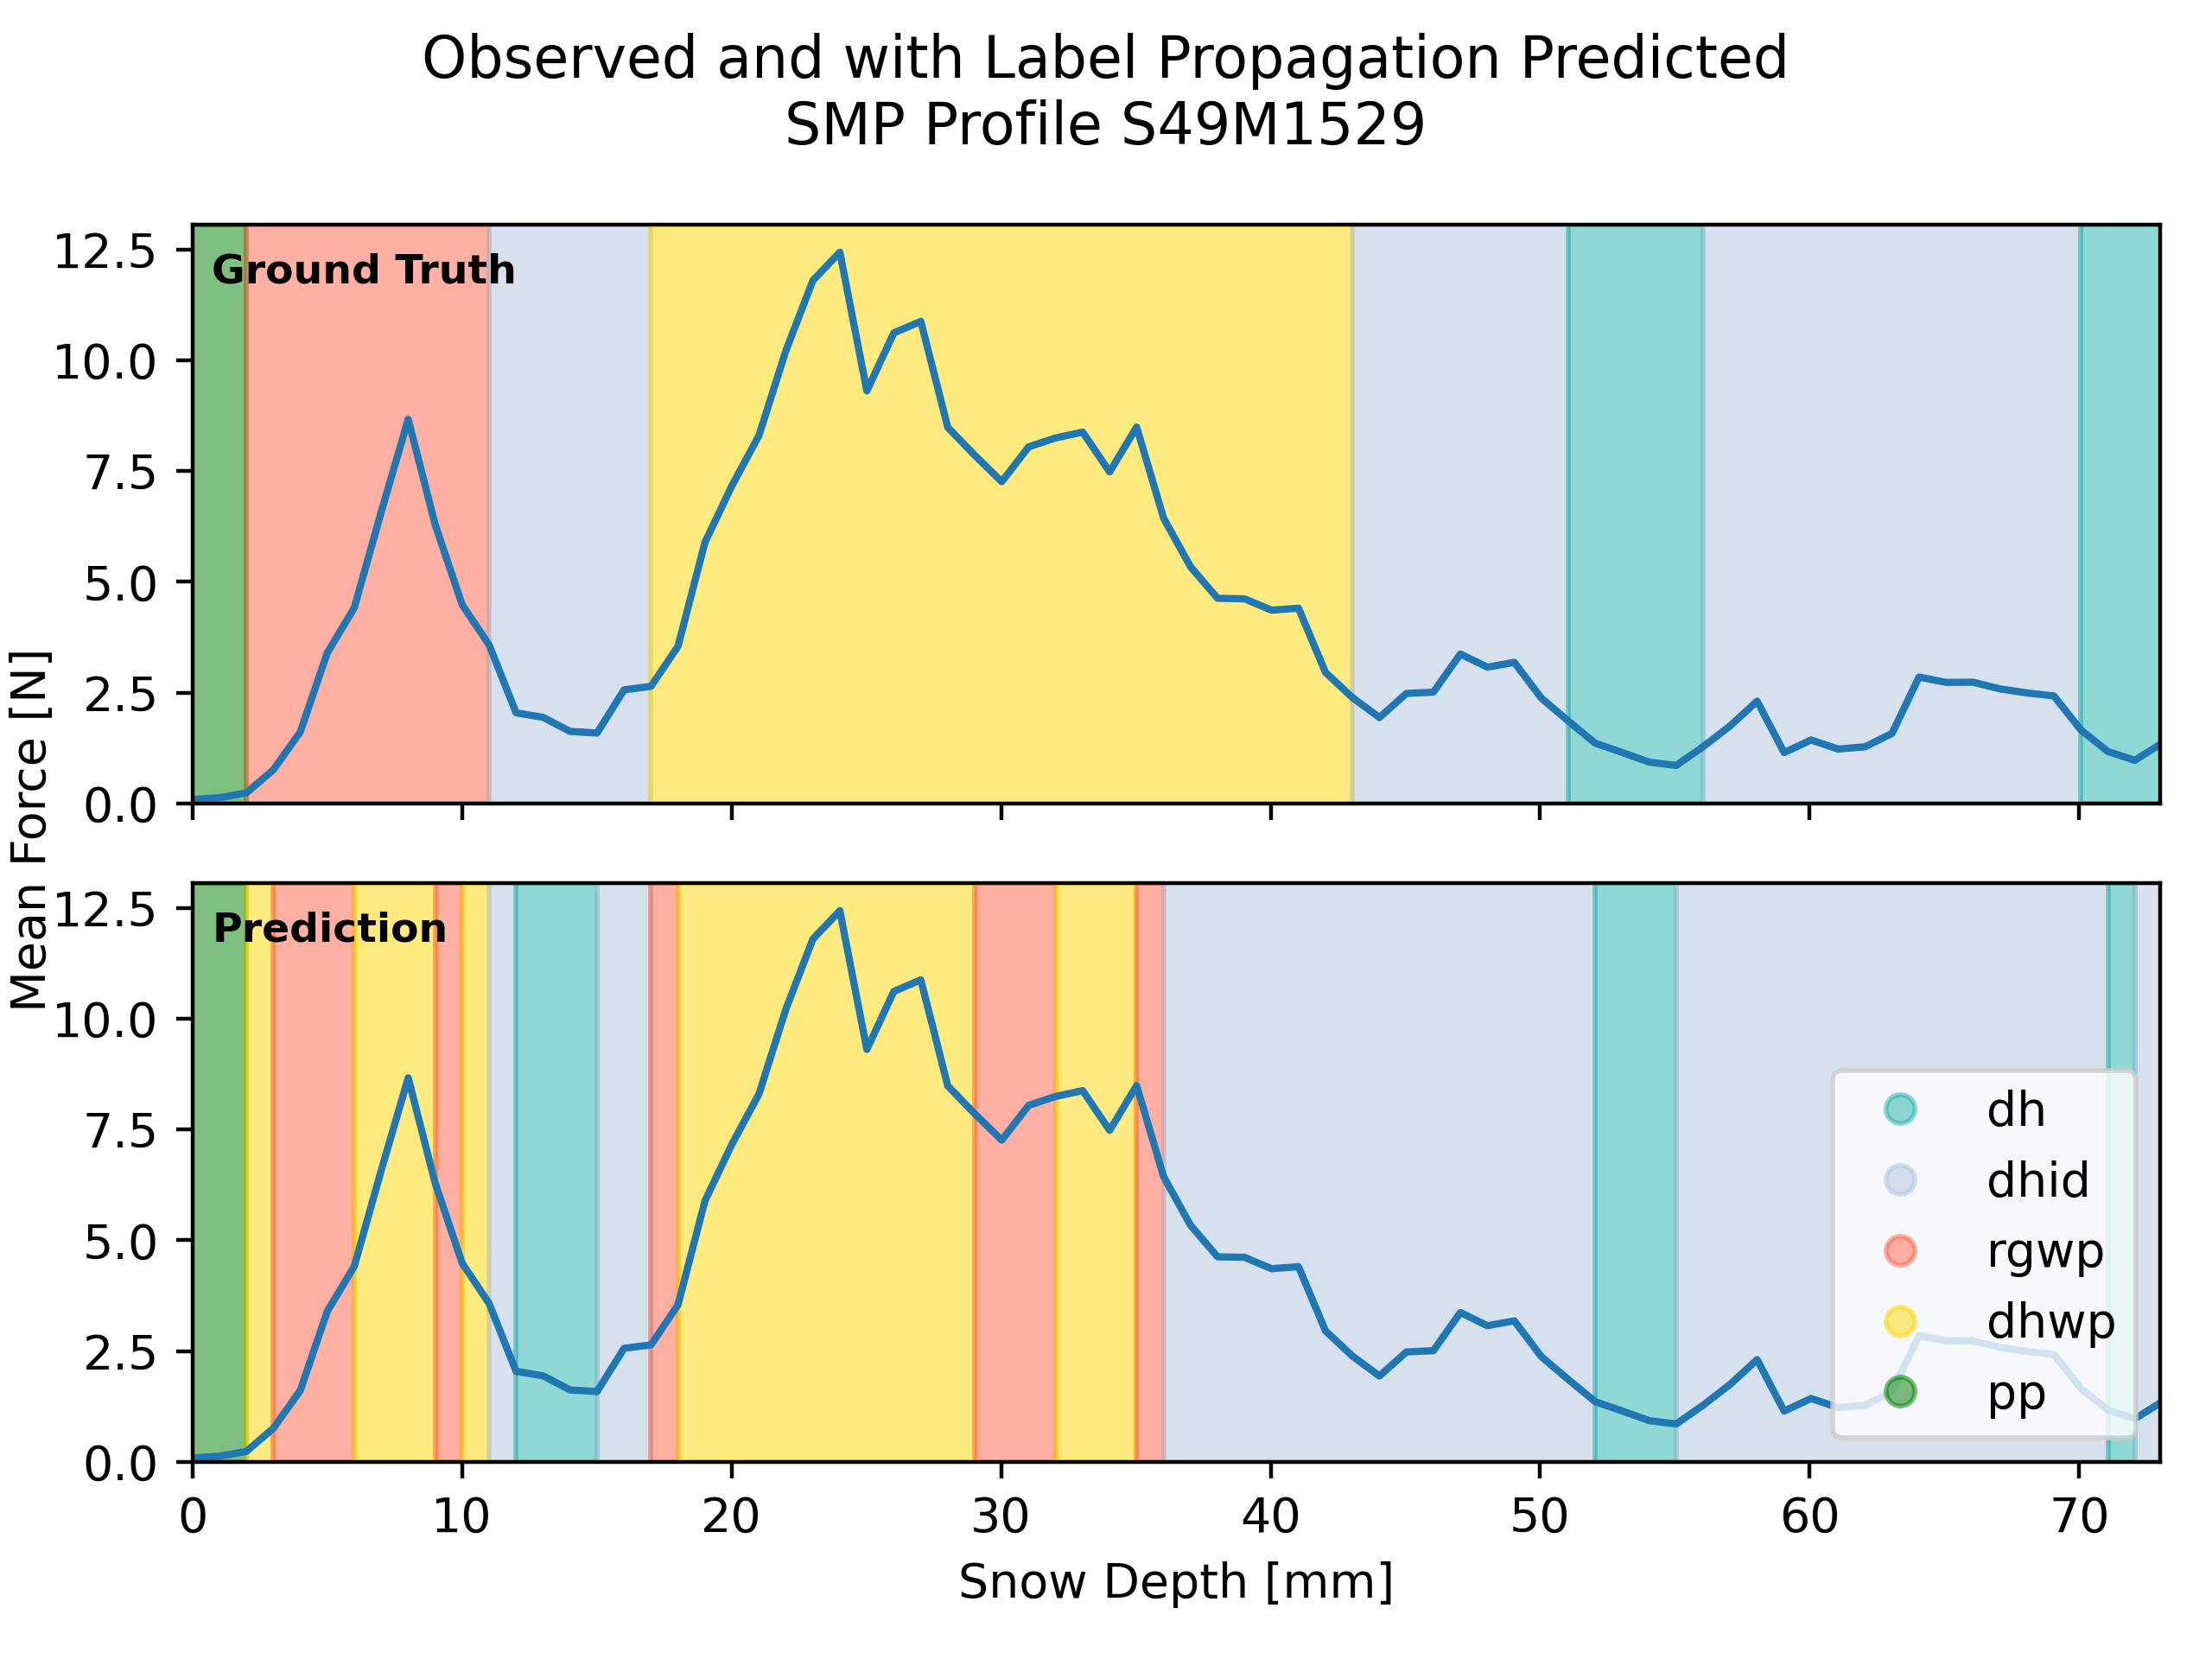 Observed and with Label Propagation Predicted
SMP Profile S49M1529
12.5
10.0
7.5
5.0
2.5
0.0
Ground Truth
Mean Force [N]
12.5
10.0
7.5
5.0
2.5
0.0
Prediction
dh
dhid
rgwp
dhwp
pp
0 10 20 30 40 50 60 70
Snow Depth [mm]